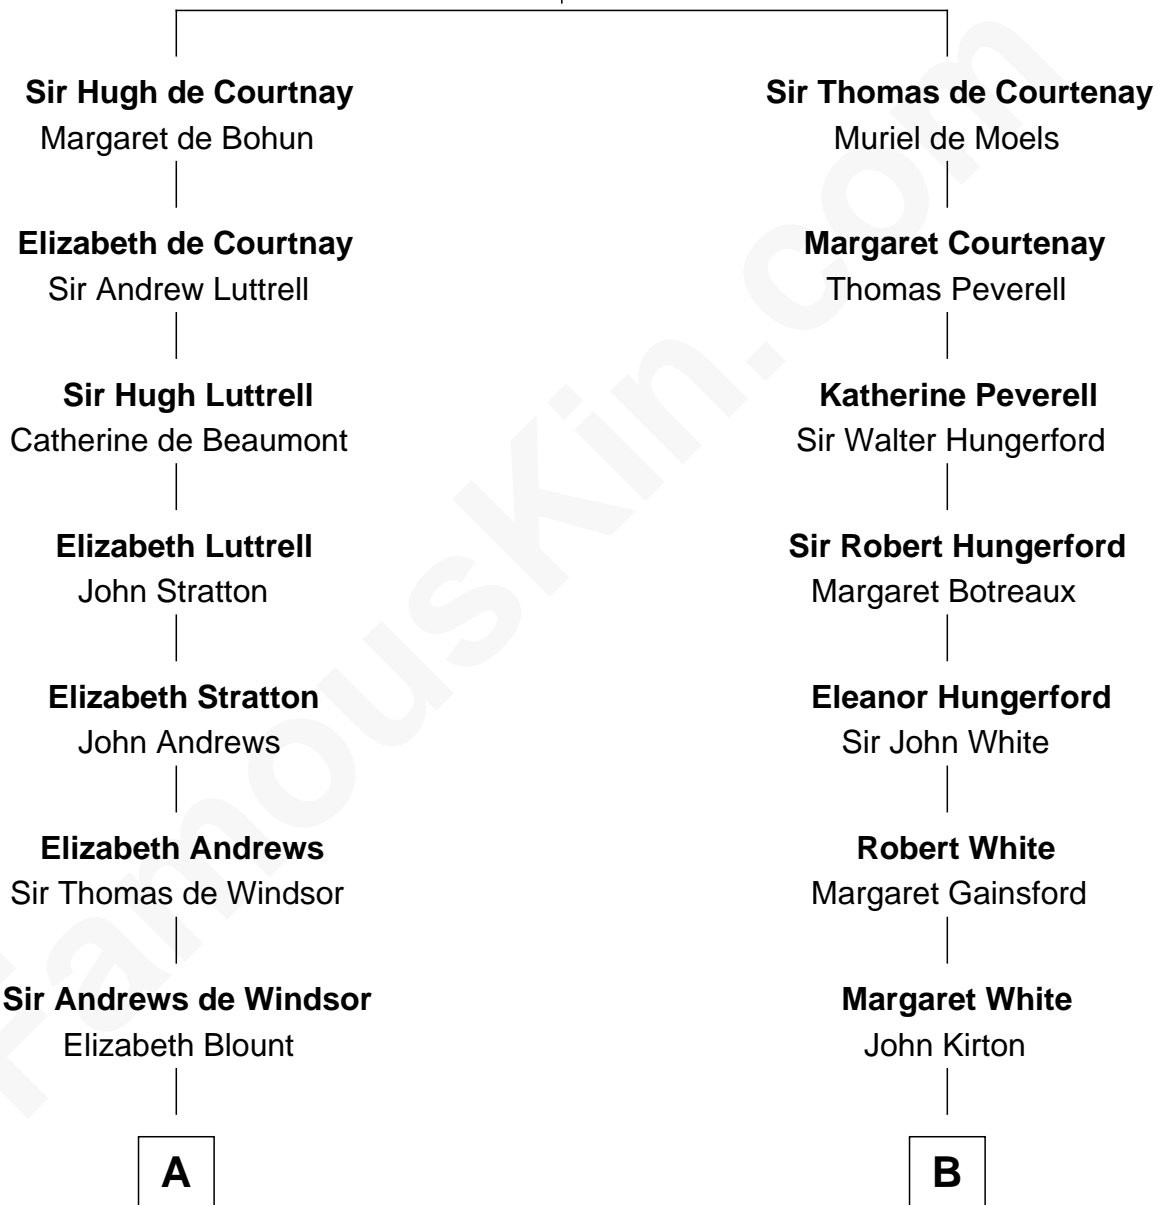 Sir Hugh de Courtnay
Margaret de Bohun
Elizabeth de Courtnay
Sir Andrew Luttrell
Sir Hugh Luttrell
Catherine de Beaumont
Elizabeth Luttrell
John Stratton
Elizabeth Stratton
John Andrews
Elizabeth Andrews
Sir Thomas de Windsor
Sir Andrews de Windsor
Elizabeth Blount
A
Sir Thomas de Courtenay
Muriel de Moels
Margaret Courtenay
Thomas Peverell
Katherine Peverell
Sir Walter Hungerford
Sir Robert Hungerford
Margaret Botreaux
Eleanor Hungerford
Sir John White
Robert White
Margaret Gainsford
Margaret White
John Kirton
B
FamousKin.com